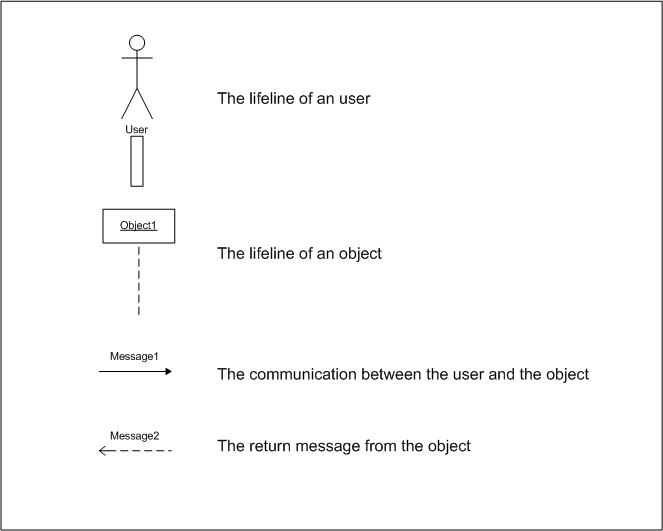 The lifeline of an user
User
Object1
The lifeline of an object
Message1
The communication between the user and the object
Message2
The return message from the object